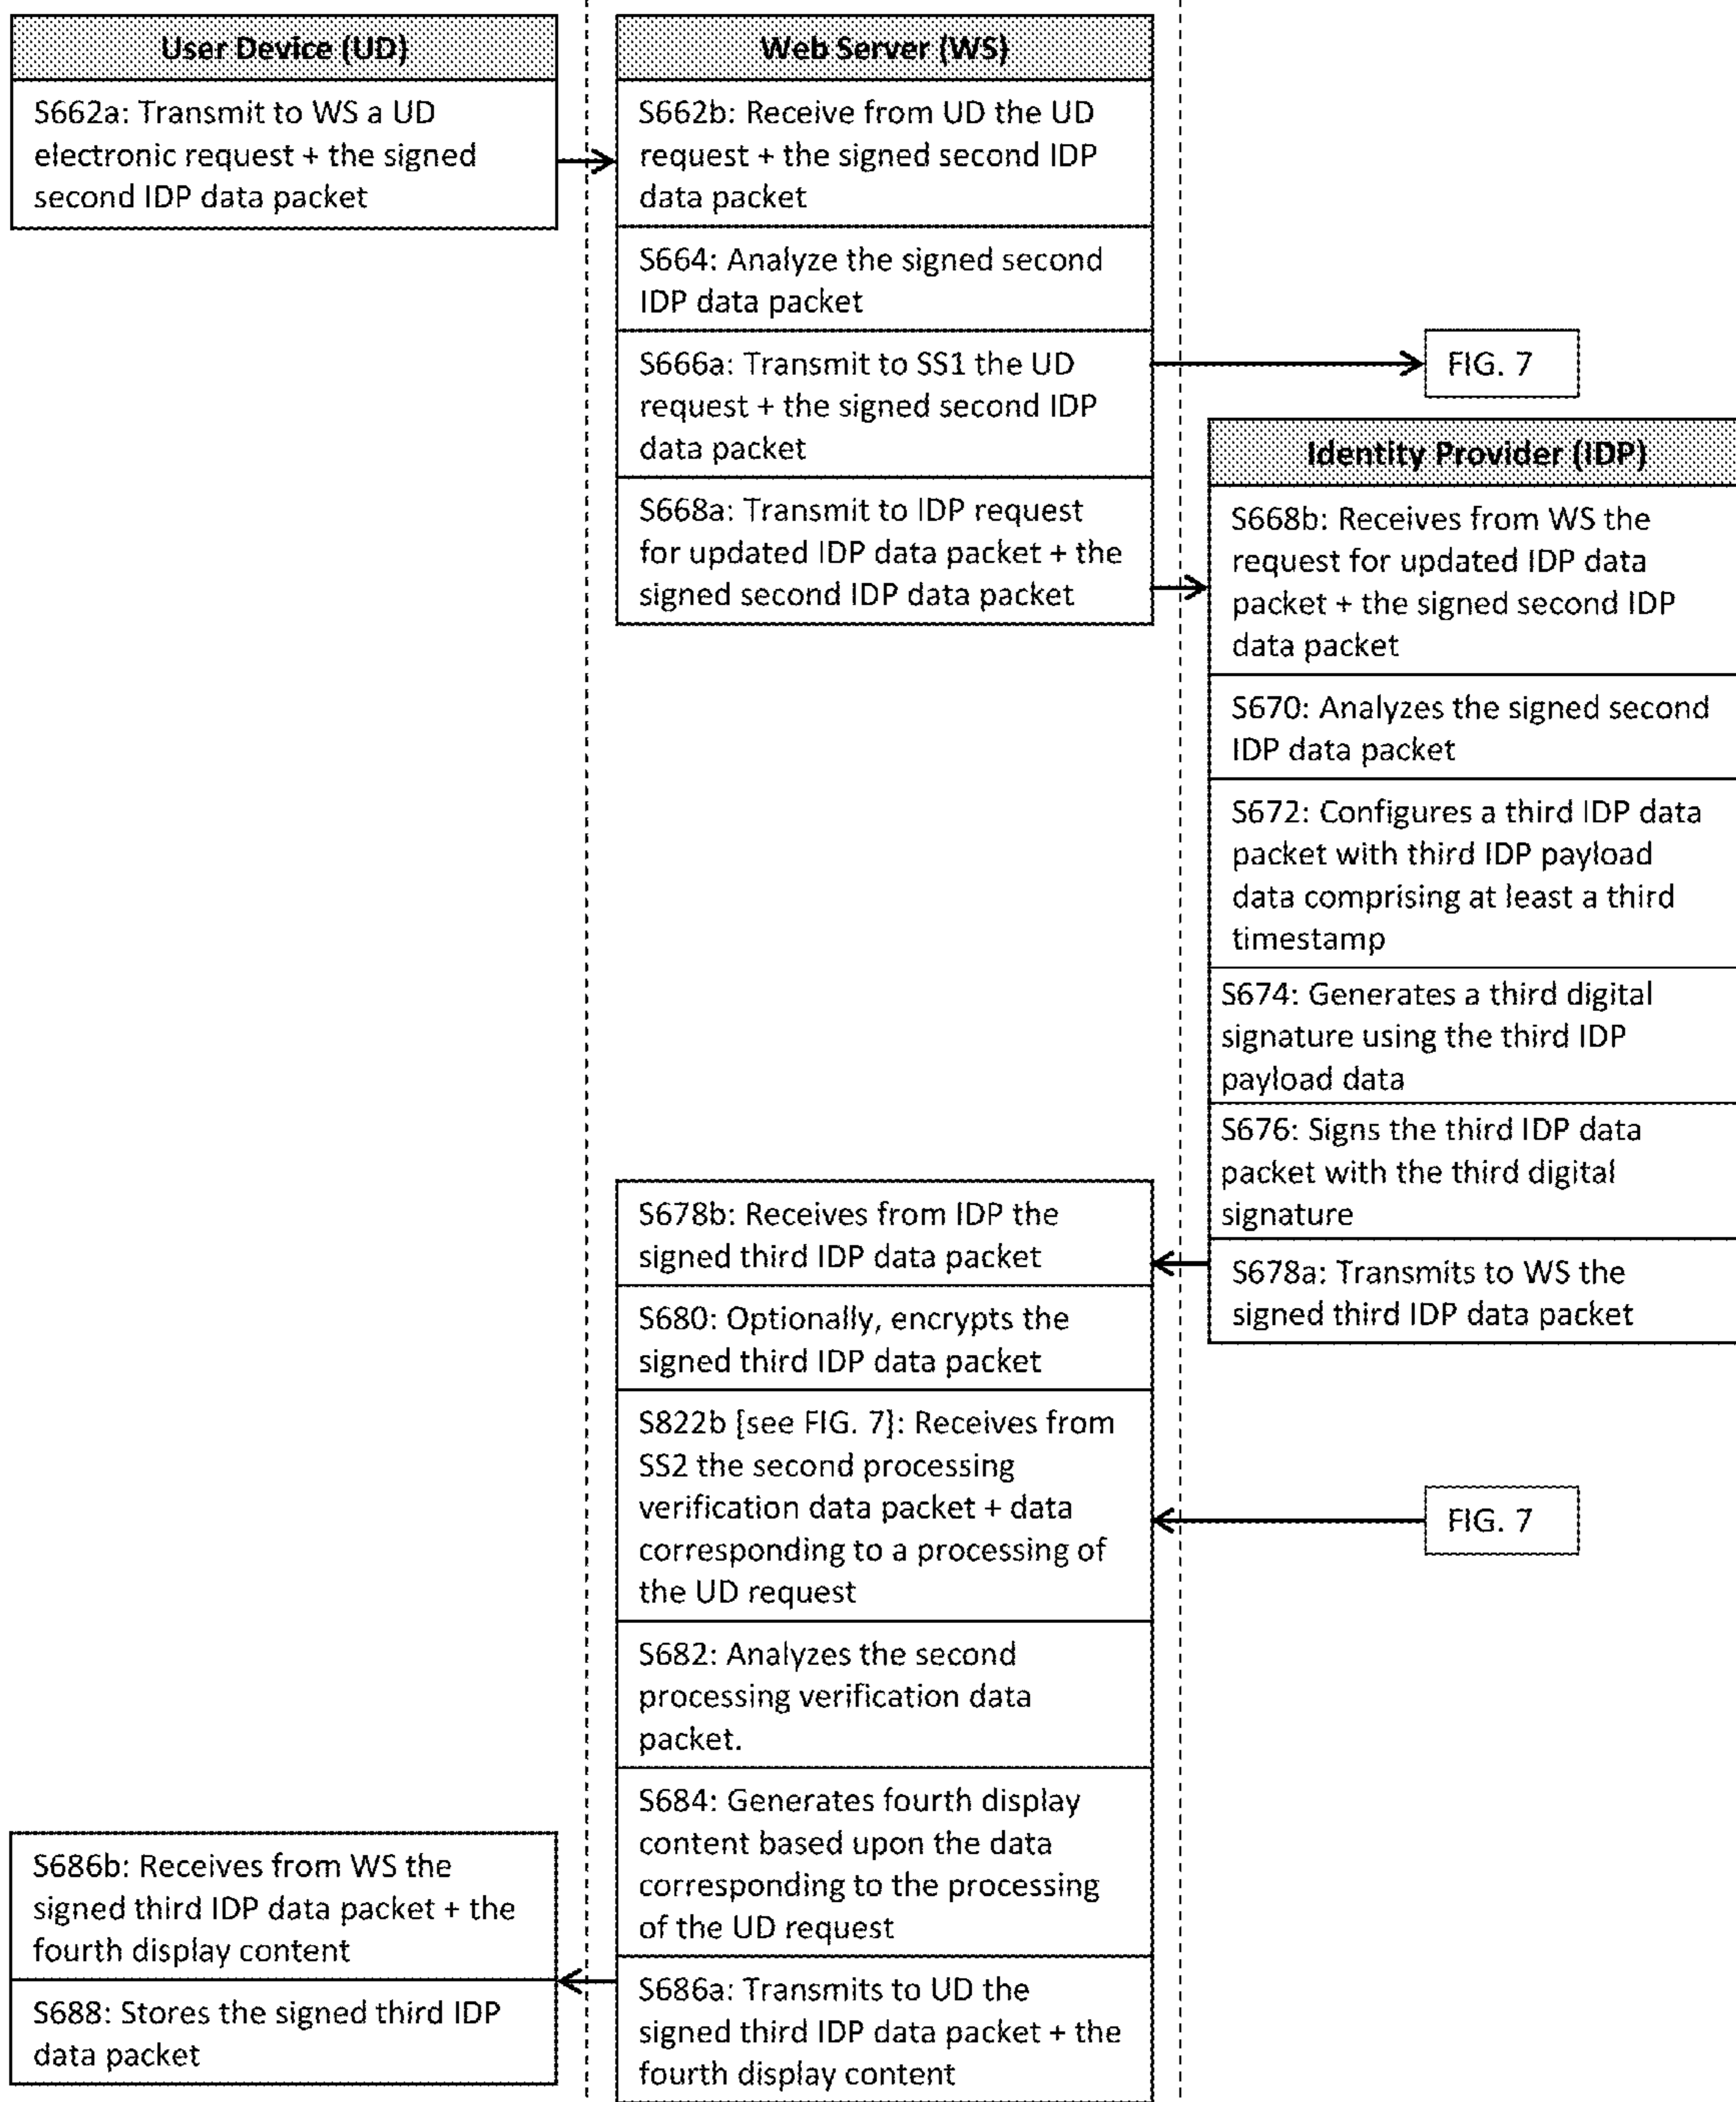 User Device (UD)
S662a: Transmit to WS a UD
electronic request + the signed
second IDP data packet
Web Server (WS)
S662b: Receive from UD the UD
request + the signed second IDP
data packet
S664: Analyze the signed second
IDP data packet
S666a: Transmit to SS1 the UD
request + the signed second IDP
data packet
FIG. 7
S668a: Transmit to IDP request
for updated IDP data packet + the
signed second IDP data packet
Identity Provider (IDP)
S668b: Receives from WS the
request for updated IDP data
packet + the signed second IDP
data packet
S670: Analyzes the signed second
IDP data packet
S672: Configures a third IDP data
packet with third IDP payload
data comprising at least a third
timestamp
S674: Generates a third digital
signature using the third IDP
payload data
S676: Signs the third IDP data
packet with the third digital
signature
S678a: Transmits to WS the
signed third IDP data packet
S678b: Receives from IDP the
signed third IDP data packet
S680: Optionally, encrypts the
signed third IDP data packet
S822b [see FIG. 7]: Receives from
SS2 the second processing
verification data packet + data
corresponding to a processing of
the UD request
FIG. 7
S682: Analyzes the second
processing verification data
packet.
S684: Generates fourth display
content based upon the data
corresponding to the processing
of the UD request
S686a: Transmits to UD the
signed third IDP data packet + the
fourth display content
S686b: Receives from WS the
signed third IDP data packet + the
fourth display content
S688: Stores the signed third IDP
data packet